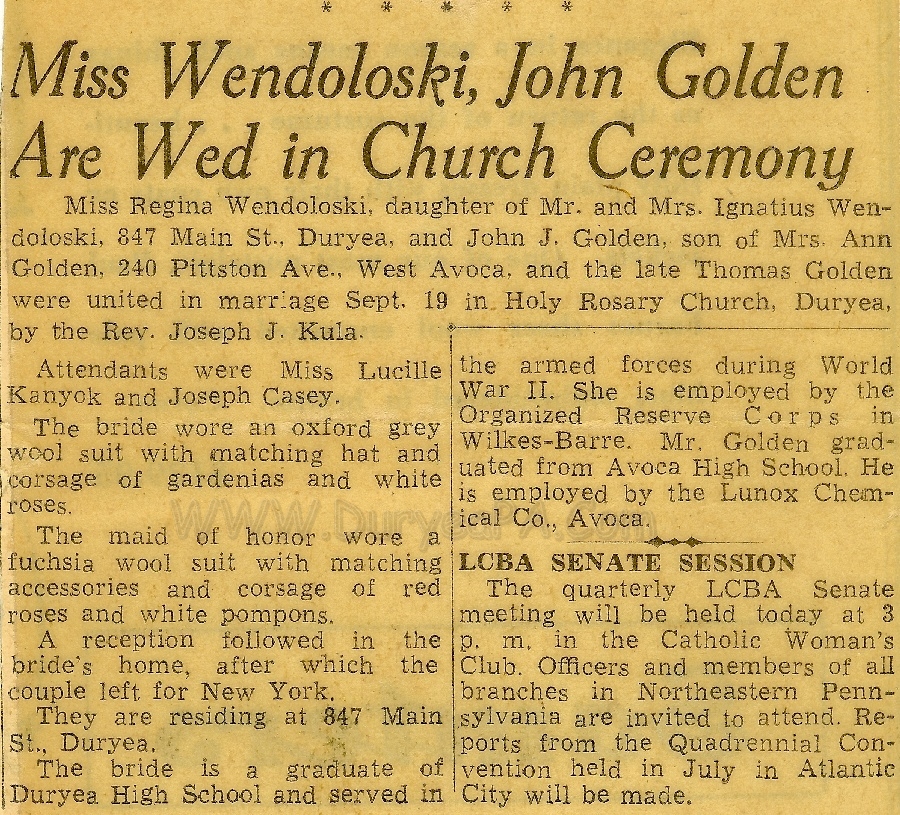 * * * * *
Miss Wendoloski, John Golden
Are Wed in Church Ceremony
Miss Regina Wendoloski, daughter of Mr. and Mrs. Ignatius Wen-
doloski, 847 Main St., Duryea, and John J. Golden, son of Mrs. Ann
Golden, 240 Pittston Ave., West Avoca, and the late Thomas Golden
were united in marriage Sept. 19 in Holy Rosary Church, Duryea,
by the Rev. Joseph J. Kula.
Attendants were Miss Lucille
Kanyok and Joseph Casey.
The bride wore an oxford grey
wool suit with matching hat and
corsage of gardenias and white
roses.
The maid of honor wore a
fuchsia wool suit with matching
accessories and corsage of red
roses and white pompons.
A reception followed in the
bride's home, after which the
couple left for New York.
They are residing at 847 Main
St., Duryea.
The bride is a graduate of
Duryea High School and served in
the armed forces during World
War II. She is employed by the
Organized Reserve Corps in
Wilkes-Barre. Mr. Golden grad-
uated from Avoca High School. He
is employed by the Lunox Chem-
ical Co., Avoca.
LCBA SENATE SESSION
The quarterly LCBA Senate
meeting will be held today at 3
p. m. in the Catholic Woman's
Club. Officers and members of all
branches in Northeastern Penn-
sylvania are invited to attend. Re-
ports from the Quadrennial Con-
vention held in July in Atlantic
City will be made.
www.DuryeaPA.com